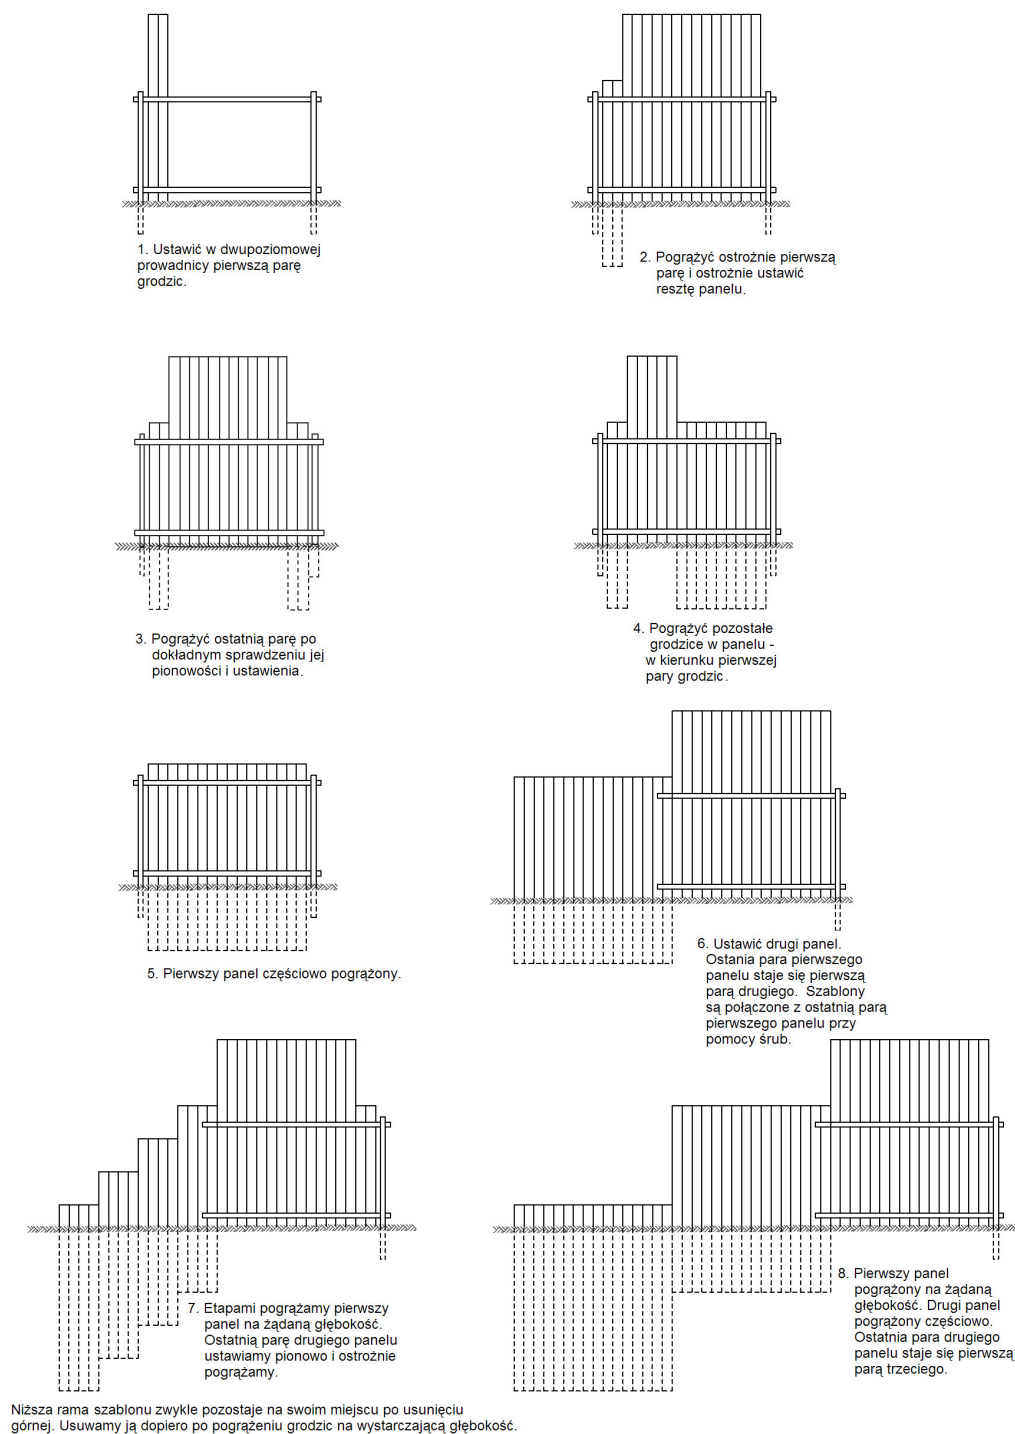 1. Ustawić w dwupoziomowej
prowadnicy pierwszą parę
grodzic.
2. Pogrążyć ostrożnie pierwszą
parę i ostrożnie ustawić
resztę panelu.
3. Pogrążyć ostatnią parę po
dokładnym sprawdzeniu jej
pionowości i ustawienia.
4. Pogrążyć pozostałe
grodzice w panelu -
w kierunku pierwszej
pary grodzic.
5. Pierwszy panel częściowo pogrążony.
6. Ustawić drugi panel.
Ostania para pierwszego
panelu staje się pierwszą
parą drugiego. Szablony
są połączone z ostatnią parą
pierwszego panelu przy
pomocy śrub.
7. Etapami pogrążamy pierwszy
panel na żądaną głębokość.
Ostatnią parę drugiego panelu
ustawiamy pionowo i ostrożnie
pogrążamy.
8. Pierwszy panel
pogrążony na żądaną
głębokość. Drugi panel
pogrążony częściowo.
Ostatnia para drugiego
panelu staje się pierwszą
parą trzeciego.
Niższa rama szablonu zwykle pozostaje na swoim miejscu po usunięciu
górnej. Usuwamy ją dopiero po pogrążeniu grodzic na wystarczającą głębokość.